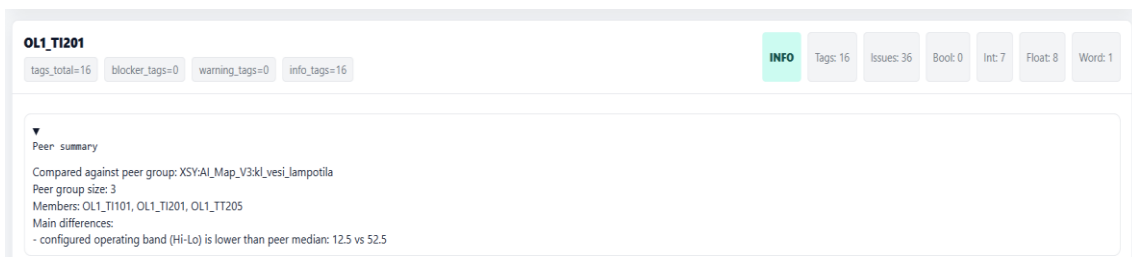 OL1_TI201
tags_total=16 blocker_tags=0 warning_tags=0 info_tags=16
INFO Tags: 16 Issues: 36 Bool: 0 Int: 7 Float: 8 Word: 1
▼
Peer summary
Compared against peer group: XSY:AI_Map_V3:kl_vesi_lampotila
Peer group size: 3
Members: OL1_TI101, OL1_TI201, OL1_TT205
Main differences:
- configured operating band (Hi-Lo) is lower than peer median: 12.5 vs 52.5